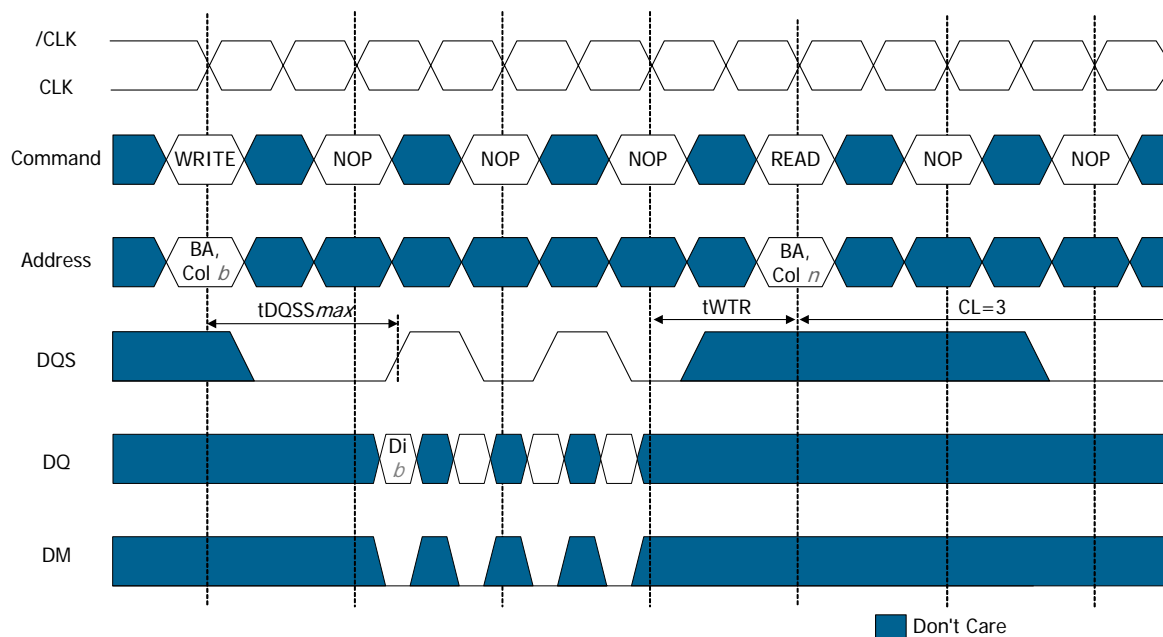 /CLK
CLK
Command
WRITE
NOP
NOP
NOP
READ
NOP
NOP
Address
BA,
Col b
BA,
Col n
tDQSSmax
tWTR
CL=3
DQS
DQ
Di
b
DM
Don't Care